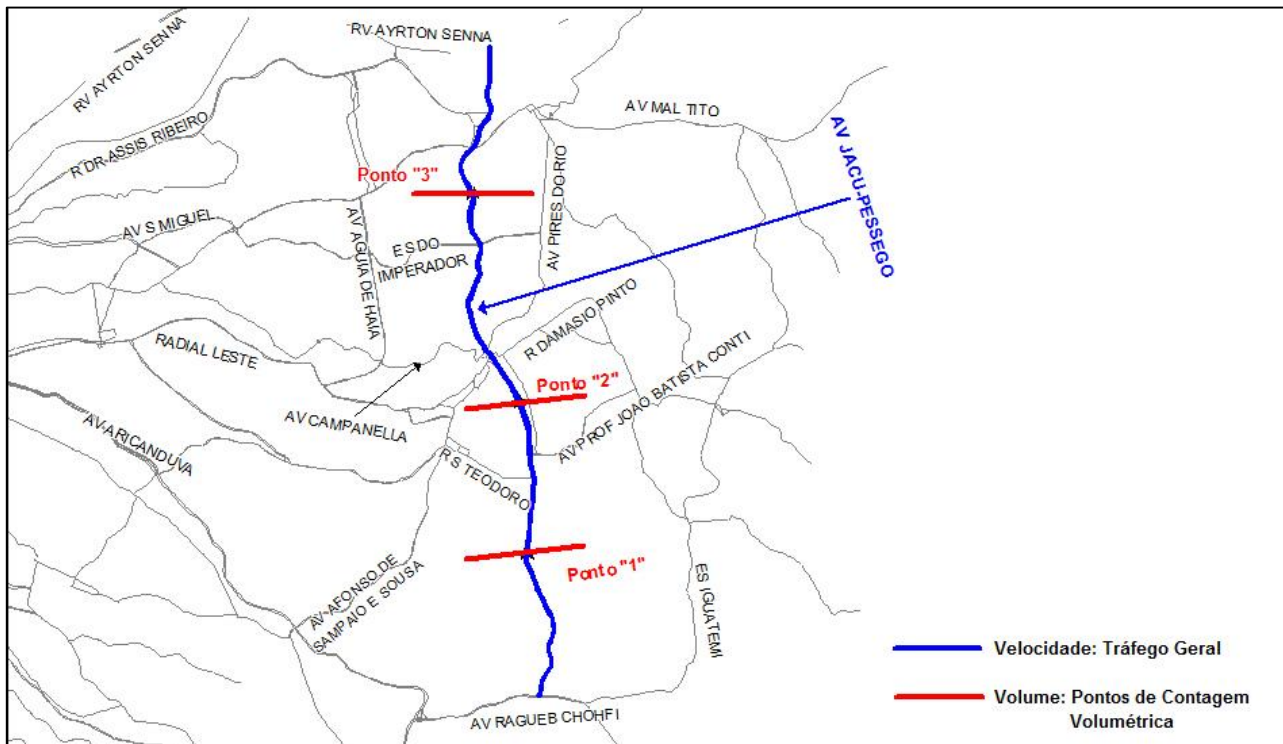 RV AYRTON SENNA
RV AYRTON SENNA
AV MAL TITO
R DR ASSIS RIBEIRO
AV JACU-PESSEGO
Ponto "3"
AV PIRES DO RIO
AV S MIGUEL
AV AGUIA DE HAIA
ES DO
IMPERADOR
R DAMASIO PINTO
RADIAL LESTE
AV PROF JOAO BATISTA CONTI
Ponto "2"
AV CAMPANELLA
AV ARICANDUVA
R S TEODORO
Ponto "1"
AV AFONSO DE
SAMPAIO E SOUSA
ES IGUATEMI
AV RAGUEB CHOHFI
Velocidade: Tráfego Geral
Volume: Pontos de Contagem
Volumétrica